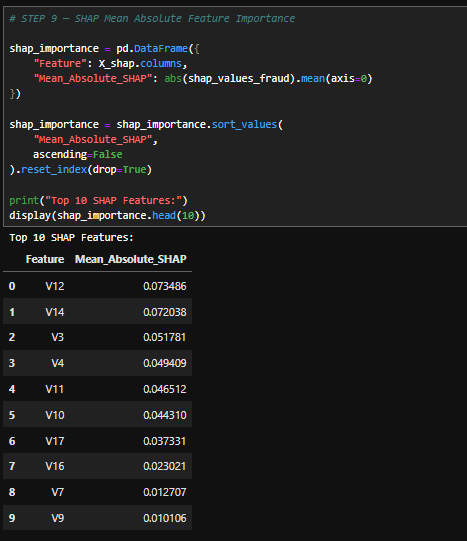 # STEP 9 — SHAP Mean Absolute Feature Importance
shap_importance = pd.DataFrame({
"Feature": X_shap.columns,
"Mean_Absolute_SHAP": abs(shap_values_fraud).mean(axis=0)
})
shap_importance = shap_importance.sort_values(
"Mean_Absolute_SHAP",
ascending=False
).reset_index(drop=True)
print("Top 10 SHAP Features:")
display(shap_importance.head(10))
Top 10 SHAP Features:
Feature Mean_Absolute_SHAP
0 V12 0.073486
1 V14 0.072038
2 V3 0.051781
3 V4 0.049409
4 V11 0.046512
5 V10 0.044310
6 V17 0.037331
7 V16 0.023021
8 V7 0.012707
9 V9 0.010106